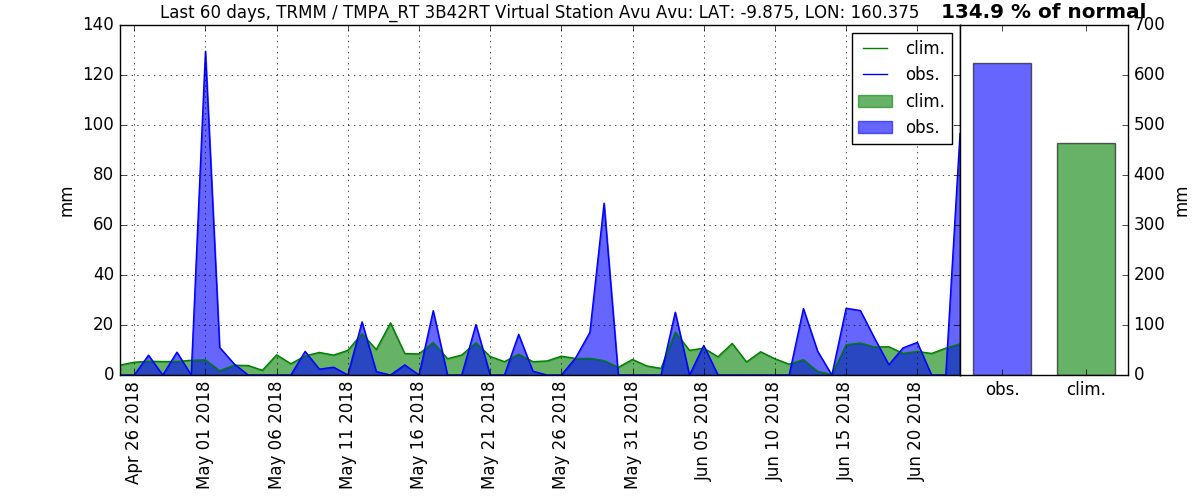 Last 60 days, TRMM / TMPA_RT 3B42RT Virtual Station Avu Avu: LAT: -9.875, LON: 160.375
134.9 % of normal
140
120
100
80
60
40
20
0
mm
clim.
obs.
clim.
obs.
Apr 26 2018
May 01 2018
May 06 2018
May 11 2018
May 16 2018
May 21 2018
May 26 2018
May 31 2018
Jun 05 2018
Jun 10 2018
Jun 15 2018
Jun 20 2018
700
600
500
400
300
200
100
0
mm
obs.
clim.